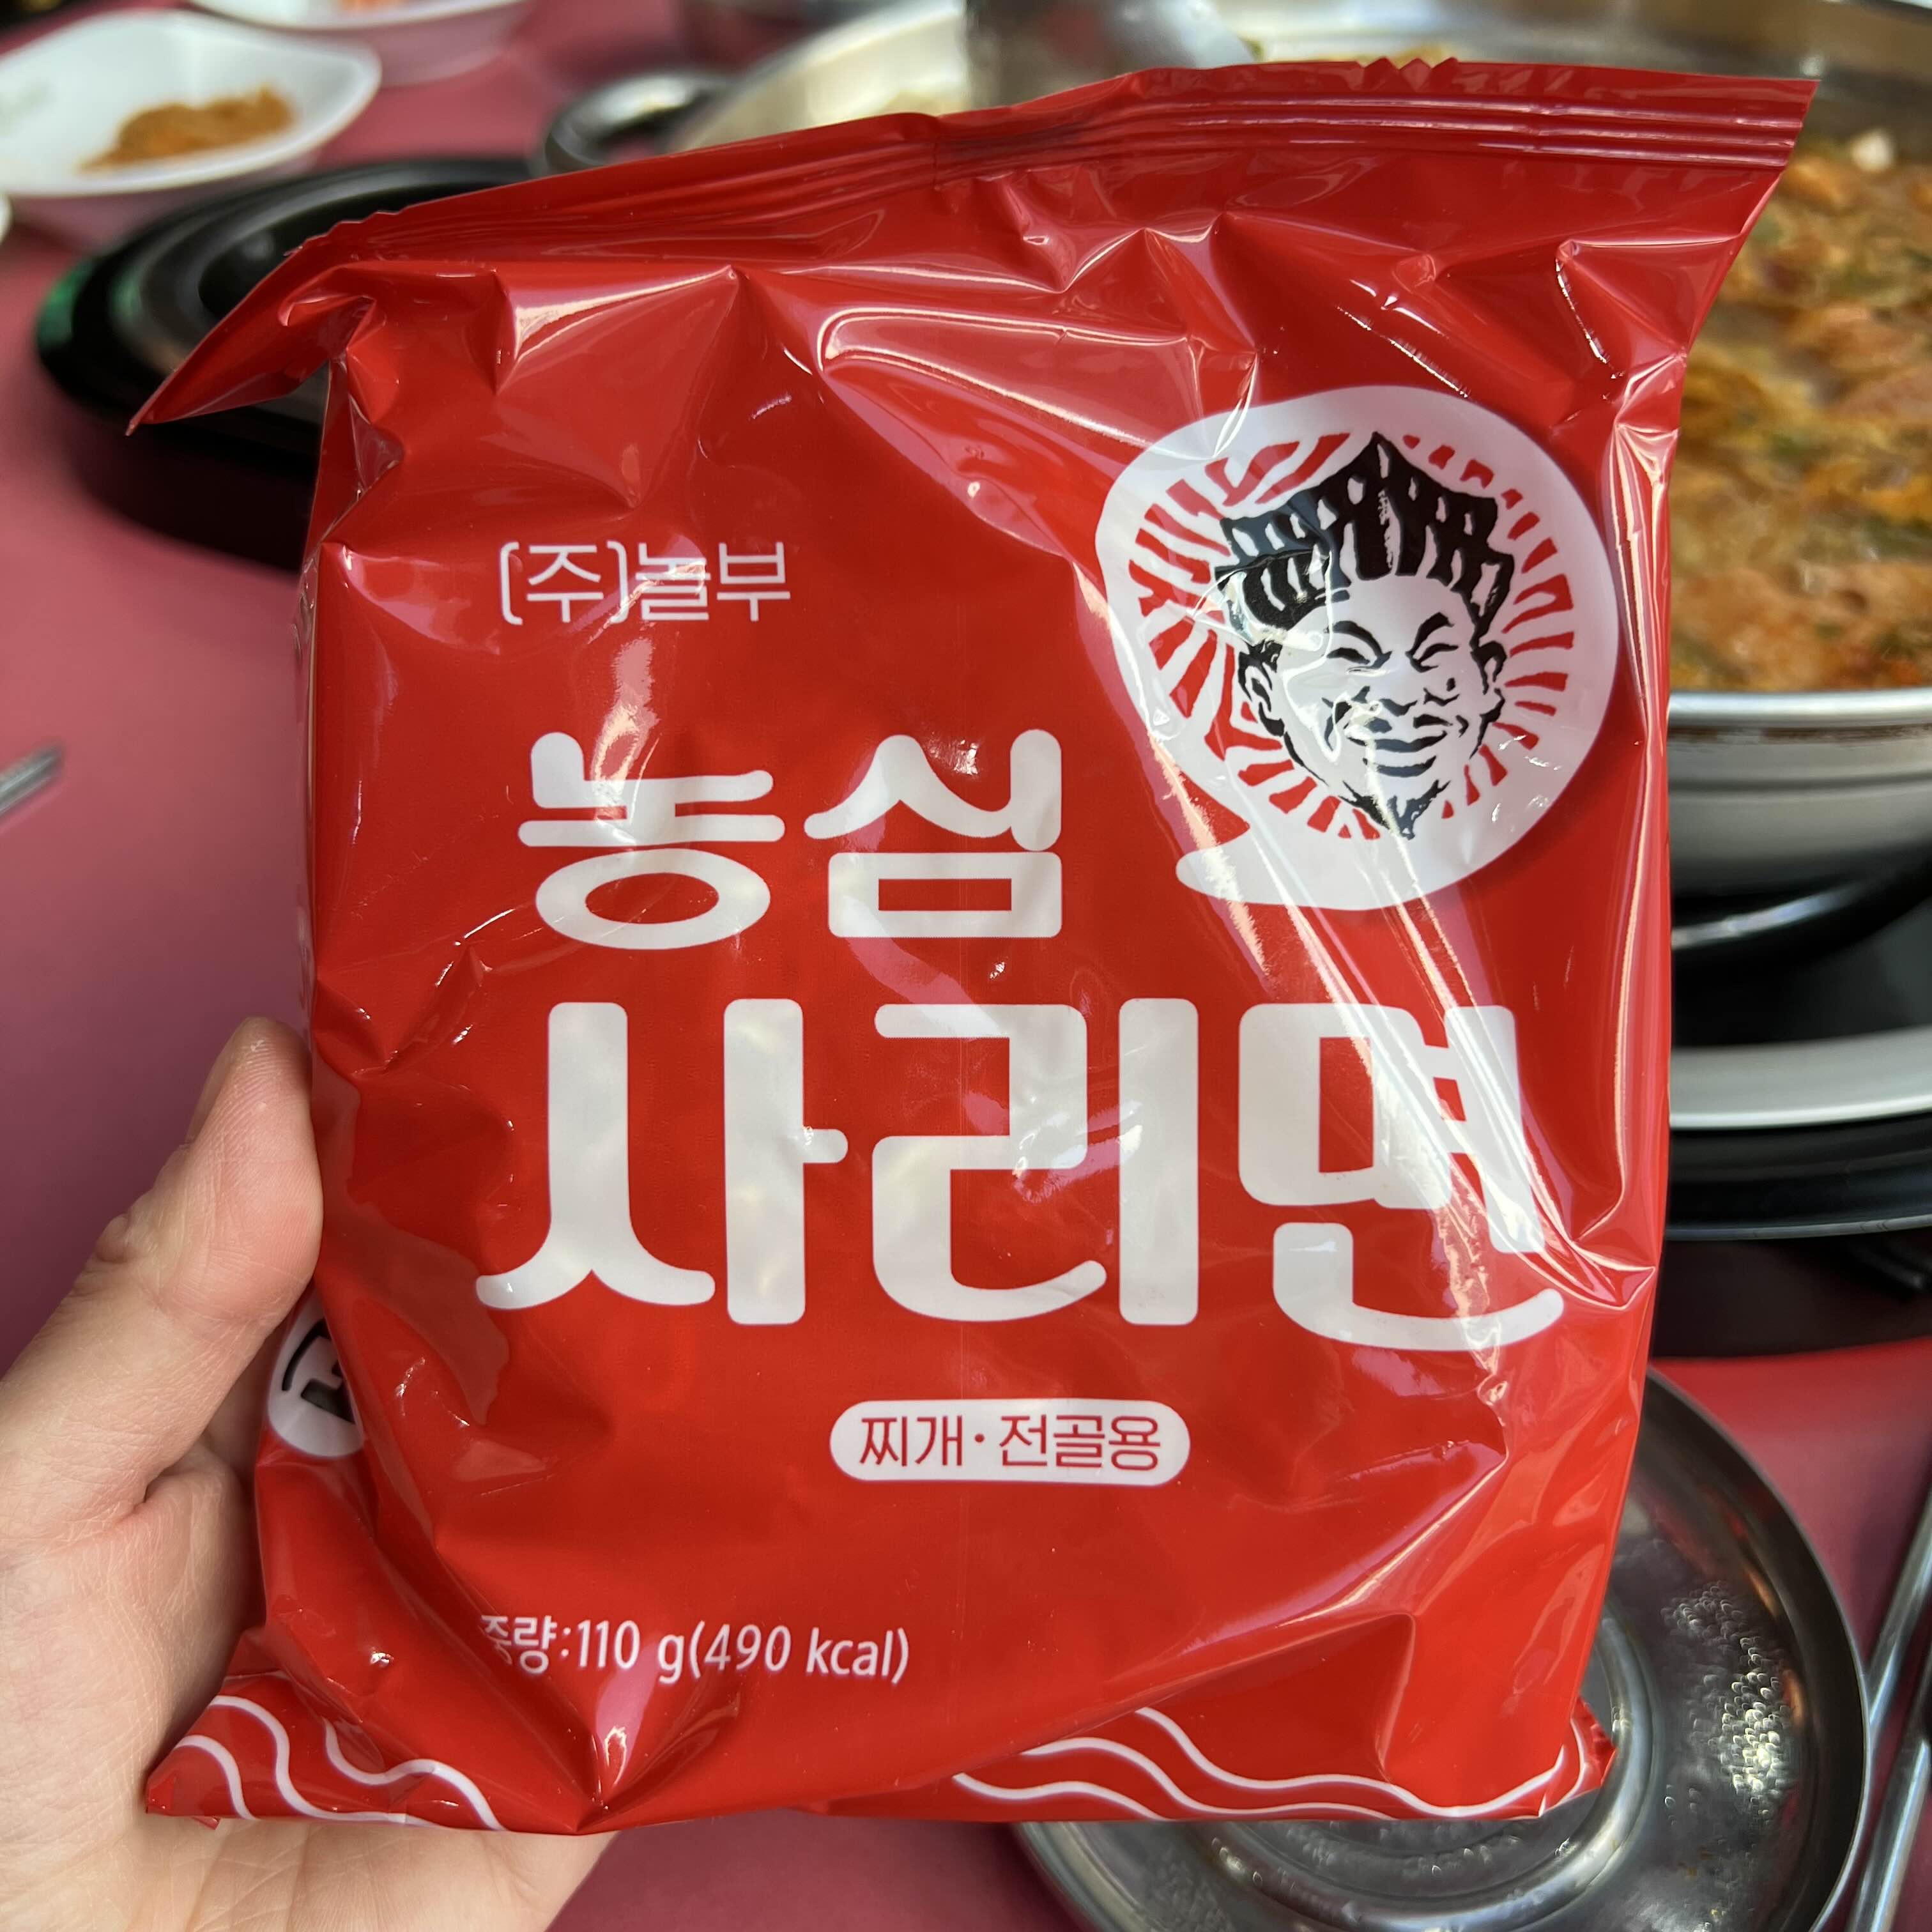 (주)놀부
농심
사리면
찌개·전골용
중량:110 g(490 kcal)